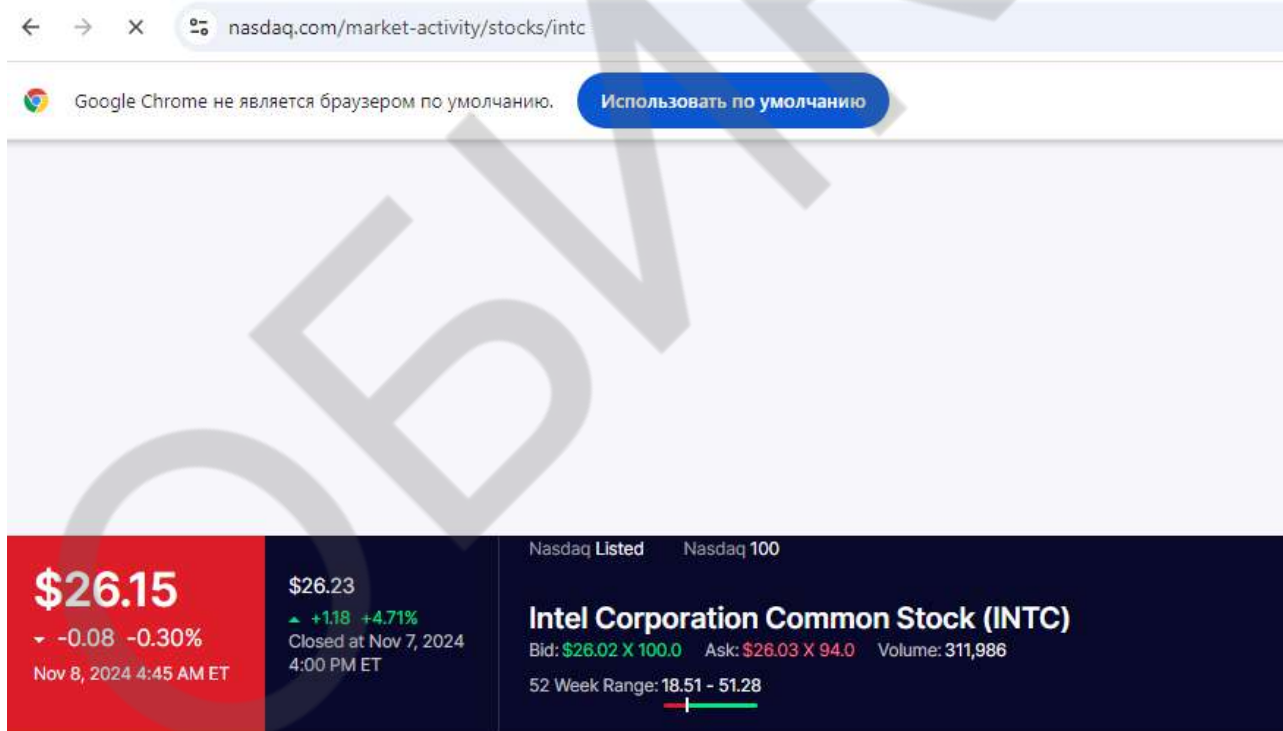 nasdaq.com/market-activity/stocks/intc
Google Chrome не является браузером по умолчанию. Использовать по умолчанию
Nasdaq Listed Nasdaq 100
$26.15
-0.08 -0.30%
Nov 8, 2024 4:45 AM ET
$26.23
+1.18 +4.71%
Closed at Nov 7, 2024
4:00 PM ET
Intel Corporation Common Stock (INTC)
Bid: $26.02 X 100.0 Ask: $26.03 X 94.0 Volume: 311,986
52 Week Range: 18.51 - 51.28